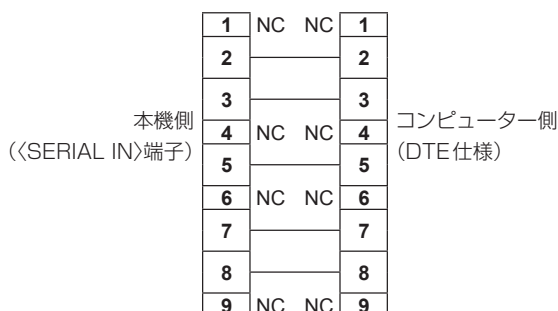 1 NC NC 1
2 2
3 3
本機側
(〈SERIAL IN〉端子)
4 NC NC 4
コンピューター側
(DTE仕様)
5 5
6 NC NC 6
7 7
8 8
9 NC NC 9